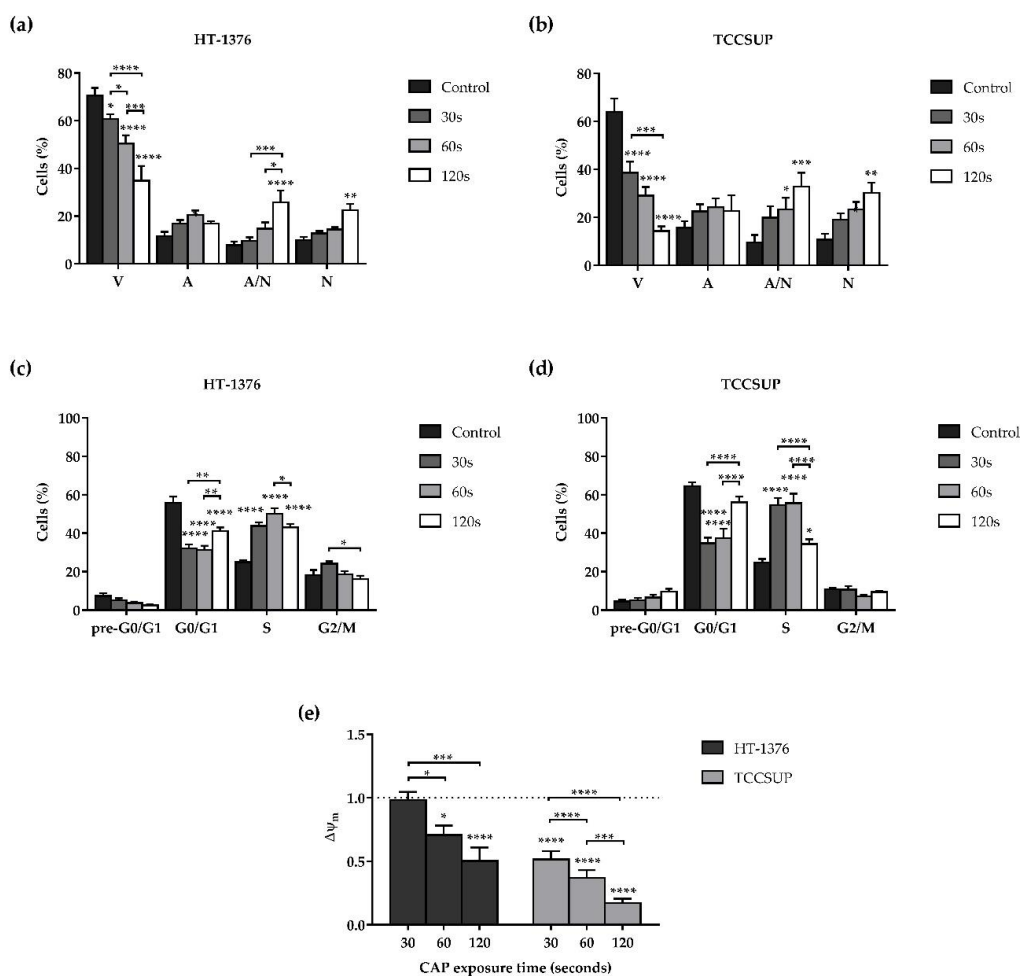 (a)
HT-1376
Cells (%)
80
60
40
20
0
**** 
*
* ***
****
****
***
*
****
**
V A A/N N
Control
30s
60s
120s
(b)
TCCSUP
Cells (%)
80
60
40
20
0
***
****
****
****
***
*
**
*
V A A/N N
Control
30s
60s
120s
(c)
HT-1376
Cells (%)
100
80
60
40
20
0
**
**
****
****
****
*
****
**** ****
*
pre-G0/G1 G0/G1 S G2/M
Control
30s
60s
120s
(d)
TCCSUP
Cells (%)
100
80
60
40
20
0
****
****
****
****
****
****
****
****
*
pre-G0/G1 G0/G1 S G2/M
Control
30s
60s
120s
(e)
Δψm
1.5
1.0
0.5
0.0
***
*
*
****
****
****
***
****
****
****
30 60 120 30 60 120
CAP exposure time (seconds)
HT-1376
TCCSUP